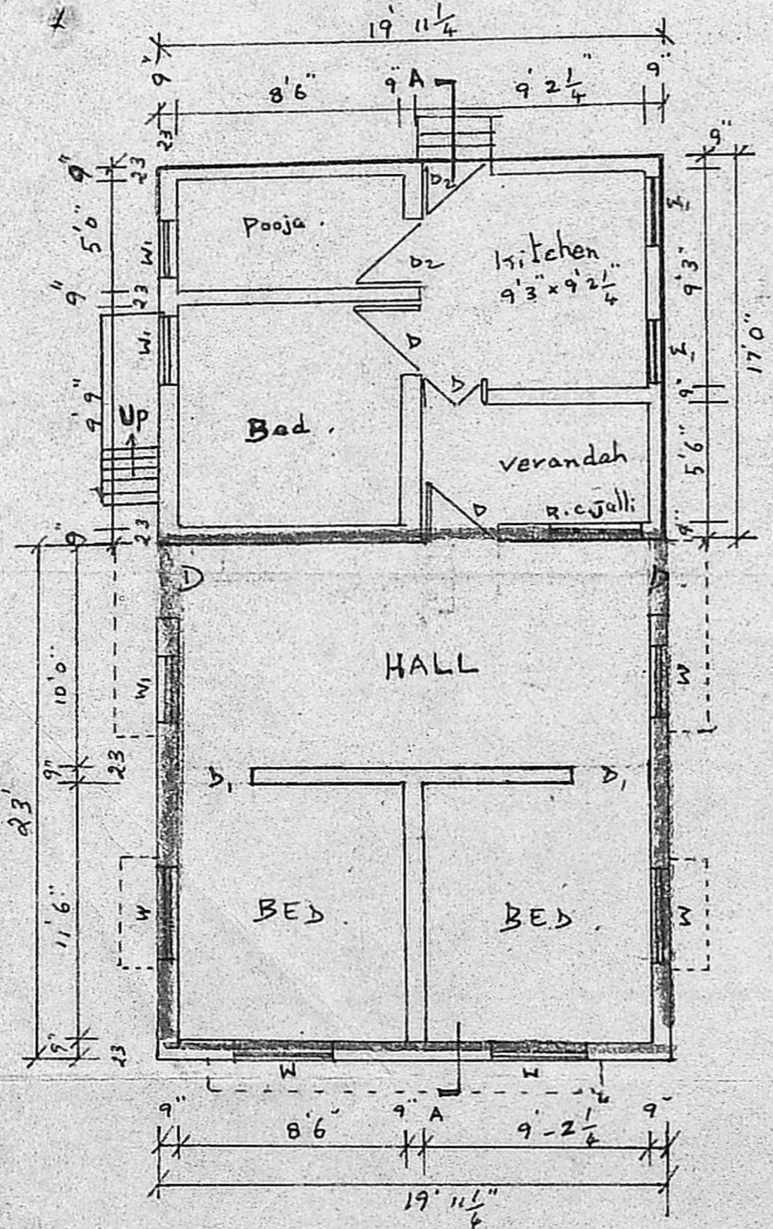 19' 11 1/4
9" 8'6" 9" A 9' 2 1/4 9"
23
9" 23 9"
D2
Pooja.
5'0" W1
D2
Kitchen
9'3" x 9' 2 1/4"
9'3"
17'0"
9" 23
W1
D
D
9"
9'9
UP
Bed.
Verandah
5'6"
D
R.C Jalli
9" 23
9"
D
D
HALL
10'0" W1 W
9" 23
D1
D1
23'
11'6"
W
BED.
BED.
W
9" 23
W
W
9" 8'6" 9" A 9'-2 1/4 9"
19' 11 1/4"